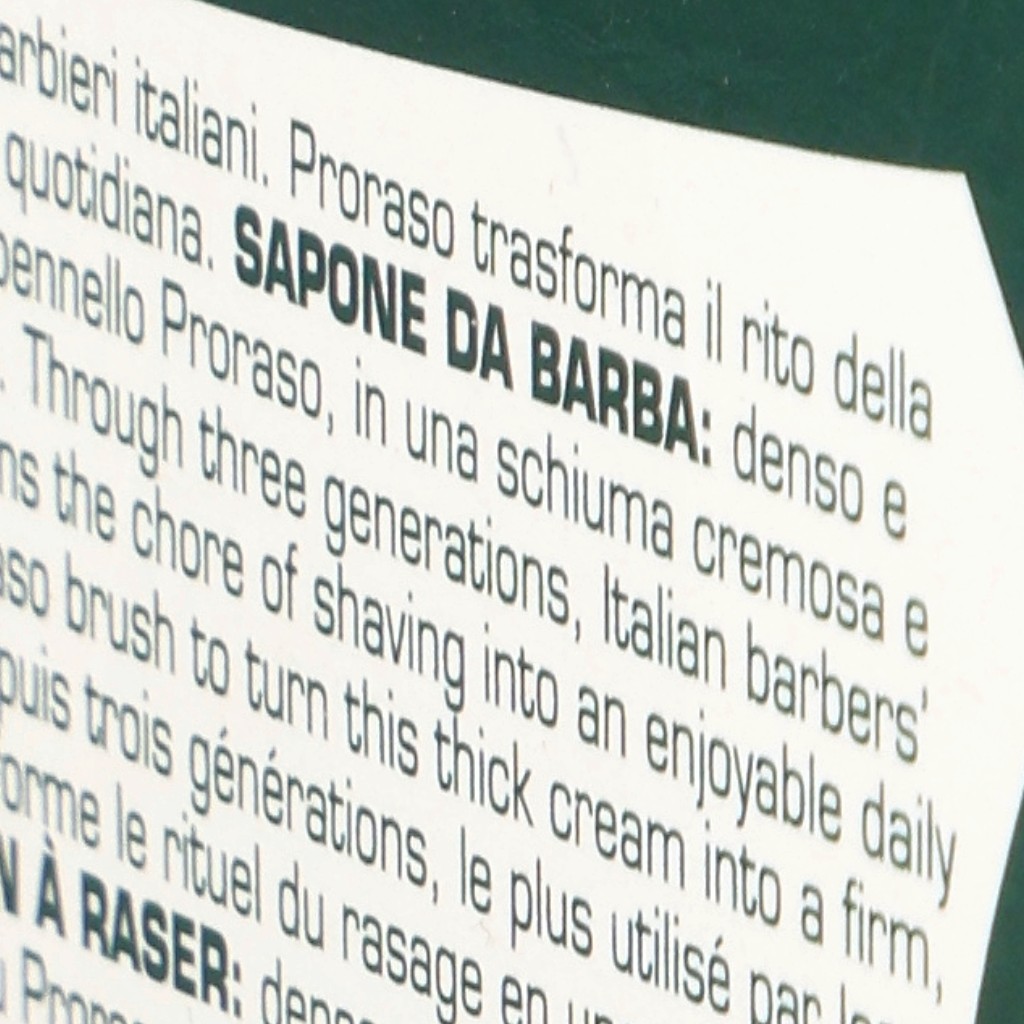 arbieri italiani. Proraso trasforma il rito della
quotidiana. SAPONE DA BARBA: denso e
pennello Proraso, in una schiuma cremosa e
. Through three generations, Italian barbers'
ns the chore of shaving into an enjoyable daily
aso brush to turn this thick cream into a firm,
puis trois générations, le plus utilisé par
orme le rituel du rasage en
N À RASER: